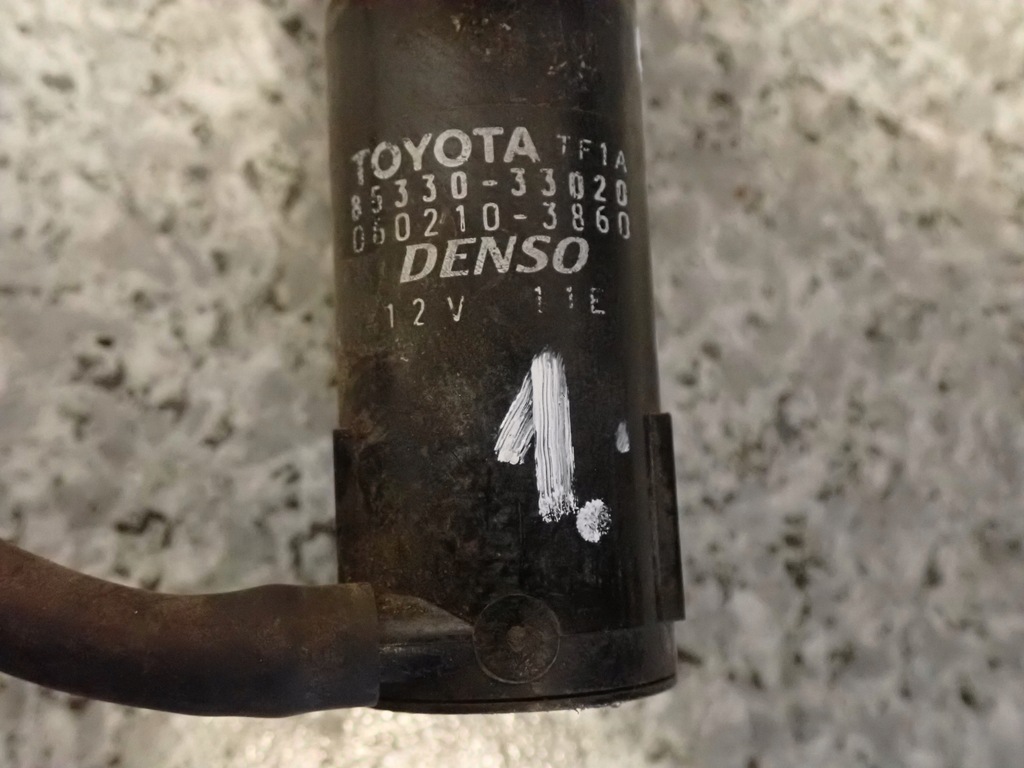 TOYOTA TF1A
85330-33020
060210-3860
DENSO
12V 11E
1.